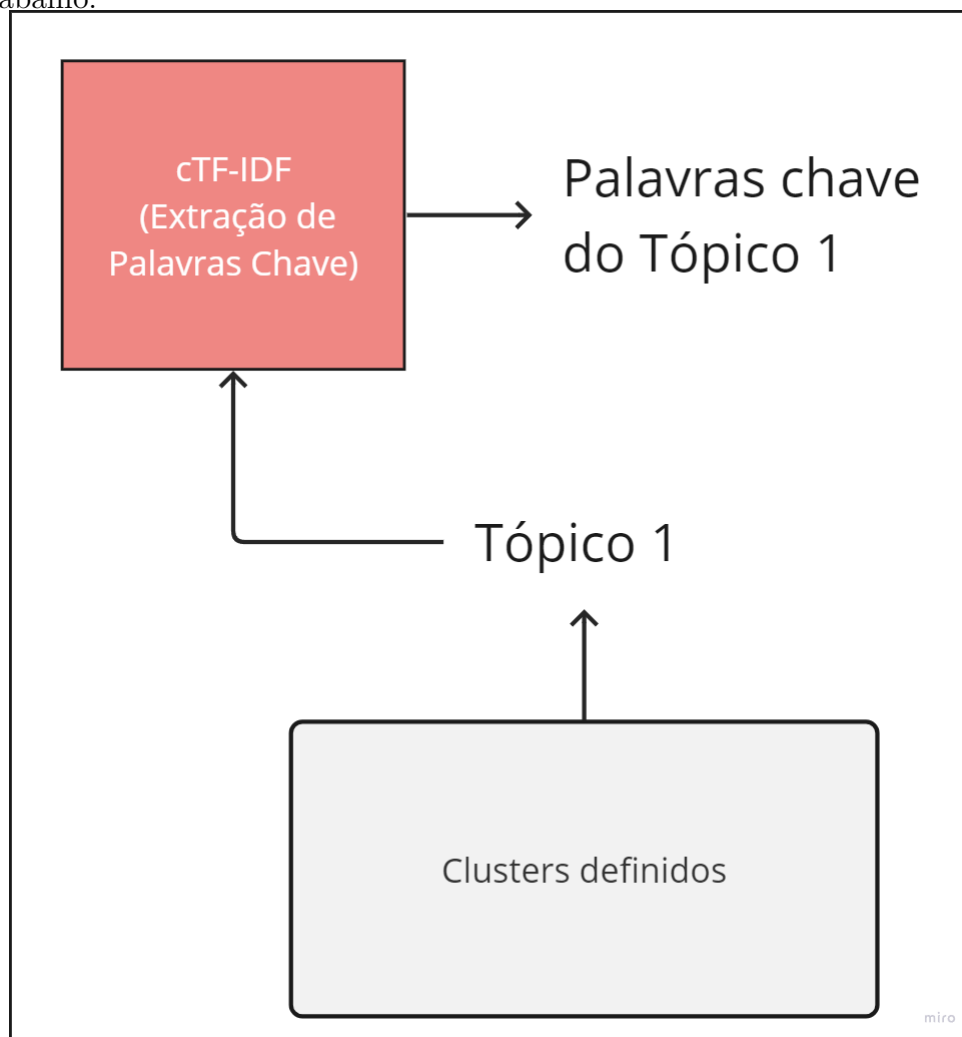 cTF-IDF
(Extração de
Palavras Chave)
Palavras chave
do Tópico 1
Tópico 1
Clusters definidos
miro